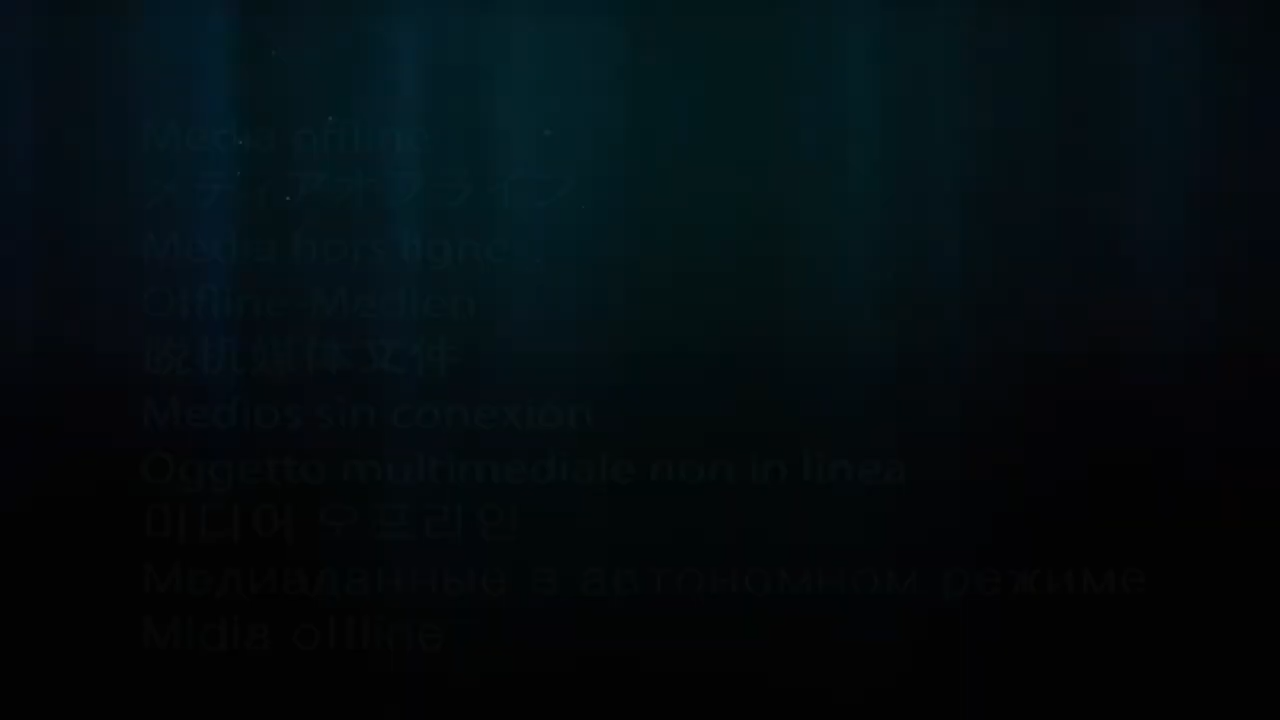 Media offline
メディアオフライン
Média hors ligne
Offline-Medien
脱机媒体文件
Medios sin conexión
Oggetto multimediale non in linea
미디어 오프라인
Медиаданные в автономном режиме
Mídia offline